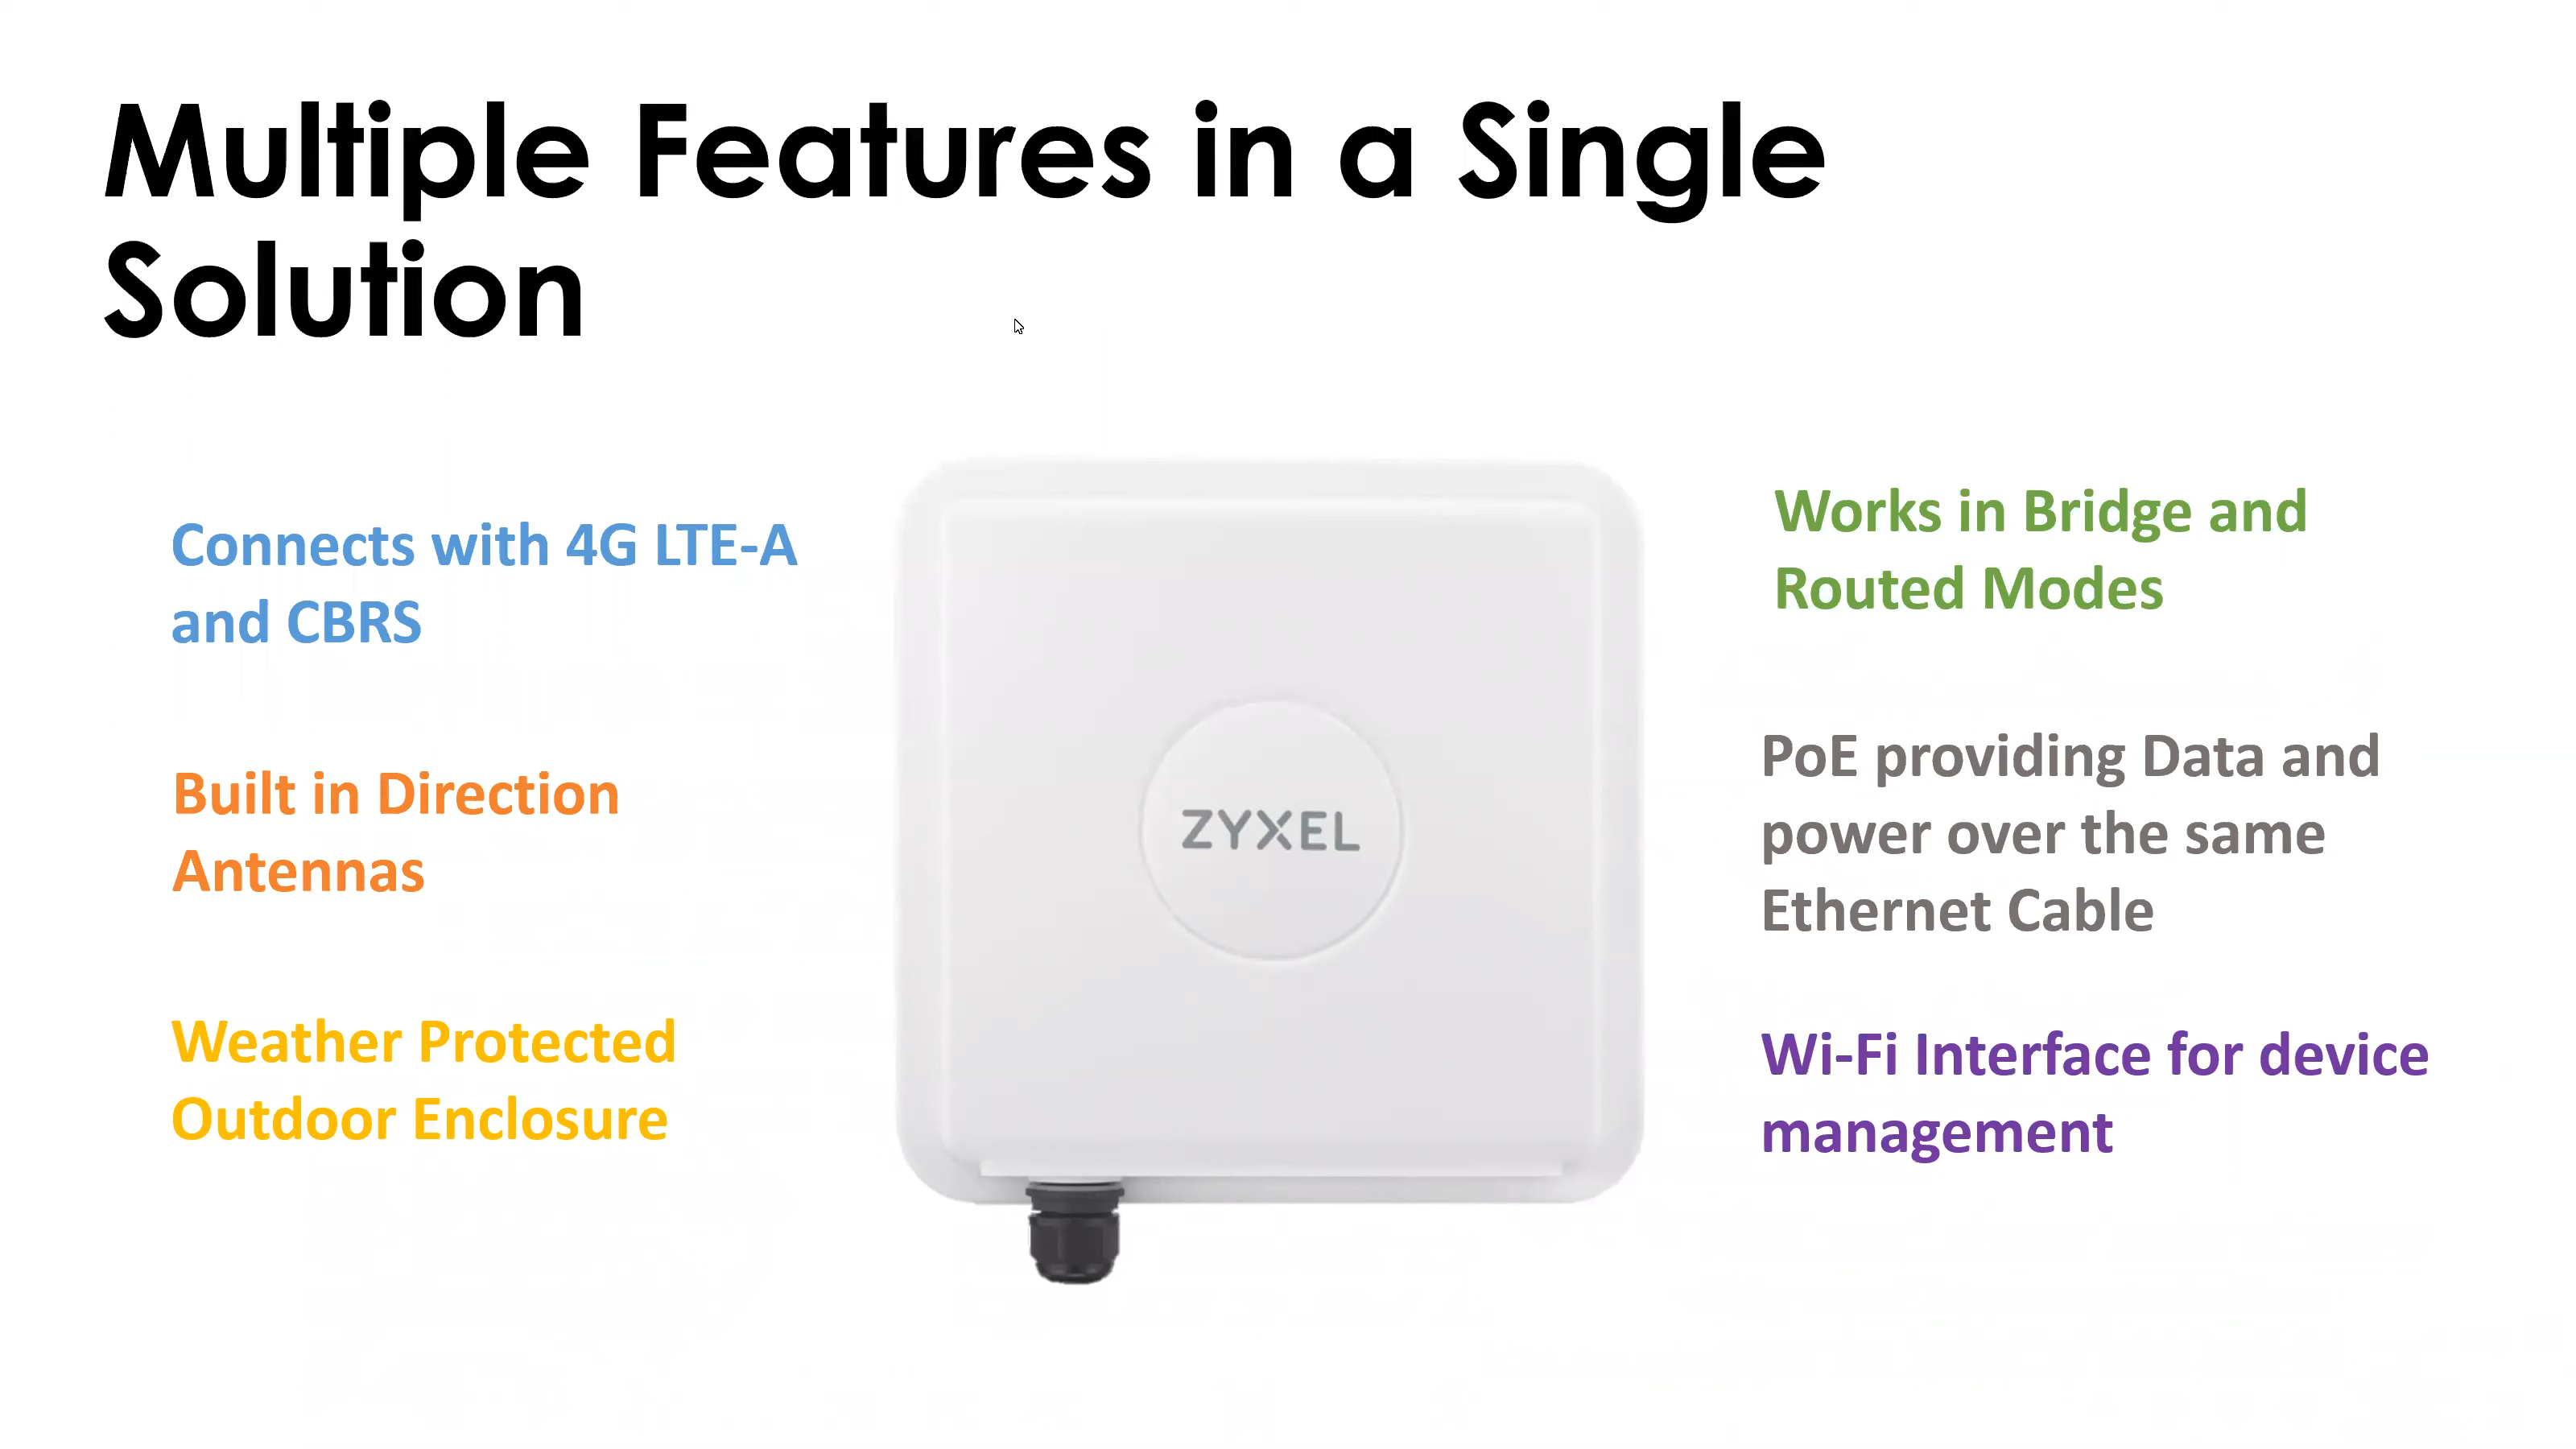 Multiple Features in a Single
Solution
Connects with 4G LTE-A
and CBRS
Built in Direction
Antennas
Weather Protected
Outdoor Enclosure
ZYXEL
Works in Bridge and
Routed Modes
PoE providing Data and
power over the same
Ethernet Cable
Wi-Fi Interface for device
management